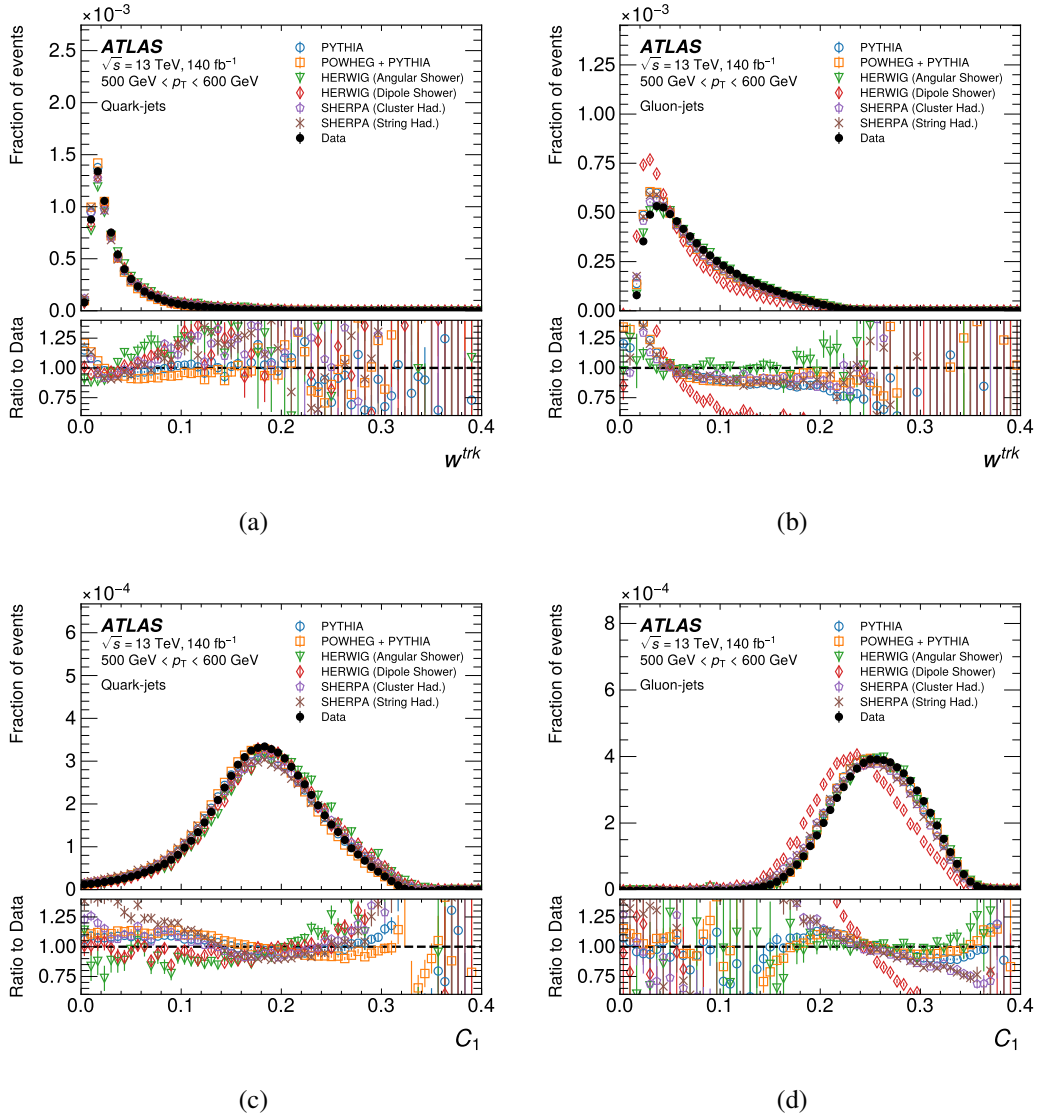 ×10⁻³
Fraction of events
2.5
2.0
1.5
1.0
0.5
0.0
ATLAS
√s = 13 TeV, 140 fb⁻¹
500 GeV < pT < 600 GeV
Quark-jets
PYTHIA
POWHEG + PYTHIA
HERWIG (Angular Shower)
HERWIG (Dipole Shower)
SHERPA (Cluster Had.)
SHERPA (String Had.)
Data
Ratio to Data
1.25
1.00
0.75
0.0 0.1 0.2 0.3 0.4
w^trk
(a)
×10⁻³
Fraction of events
1.25
1.00
0.75
0.50
0.25
0.00
ATLAS
√s = 13 TeV, 140 fb⁻¹
500 GeV < pT < 600 GeV
Gluon-jets
PYTHIA
POWHEG + PYTHIA
HERWIG (Angular Shower)
HERWIG (Dipole Shower)
SHERPA (Cluster Had.)
SHERPA (String Had.)
Data
Ratio to Data
1.25
1.00
0.75
0.0 0.1 0.2 0.3 0.4
w^trk
(b)
×10⁻⁴
Fraction of events
6
4
2
0
ATLAS
√s = 13 TeV, 140 fb⁻¹
500 GeV < pT < 600 GeV
Quark-jets
PYTHIA
POWHEG + PYTHIA
HERWIG (Angular Shower)
HERWIG (Dipole Shower)
SHERPA (Cluster Had.)
SHERPA (String Had.)
Data
Ratio to Data
1.25
1.00
0.75
0.0 0.1 0.2 0.3 0.4
C₁
(c)
×10⁻⁴
Fraction of events
8
6
4
2
0
ATLAS
√s = 13 TeV, 140 fb⁻¹
500 GeV < pT < 600 GeV
Gluon-jets
PYTHIA
POWHEG + PYTHIA
HERWIG (Angular Shower)
HERWIG (Dipole Shower)
SHERPA (Cluster Had.)
SHERPA (String Had.)
Data
Ratio to Data
1.25
1.00
0.75
0.0 0.1 0.2 0.3 0.4
C₁
(d)